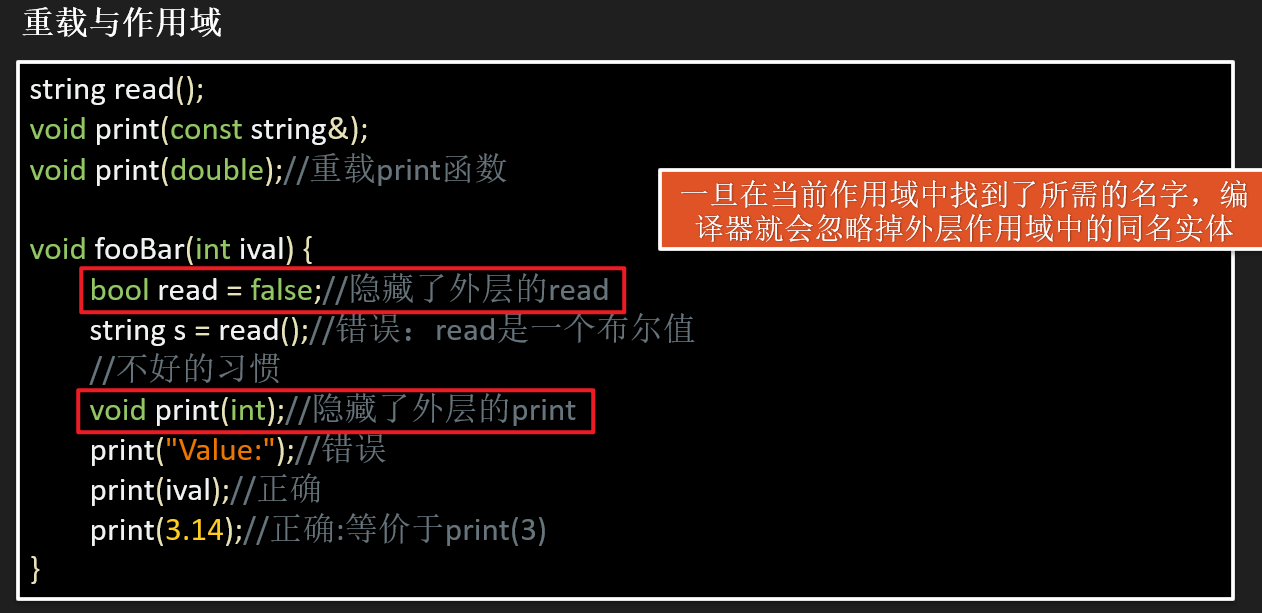 重载与作用域
string read();
void print(const string&);
void print(double);//重载print函数
一旦在当前作用域中找到了所需的名字，编
译器就会忽略掉外层作用域中的同名实体
void fooBar(int ival) {
bool read = false;//隐藏了外层的read
string s = read();//错误：read是一个布尔值
//不好的习惯
void print(int);//隐藏了外层的print
print("Value:");//错误
print(ival);//正确
print(3.14);//正确:等价于print(3)
}